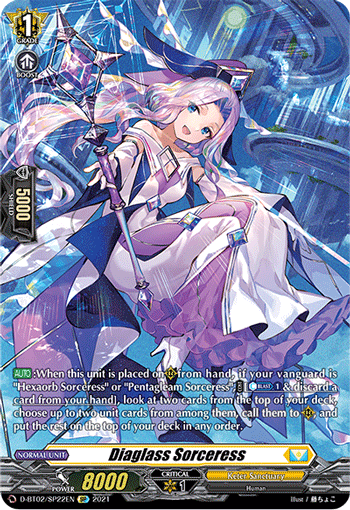 1
GRADE
BOOST
5000
SHIELD
AUTO:When this unit is placed on R from hand, if your vanguard is
"Hexaorb Sorceress" or "Pentagleam Sorceress", BLAST 1 & discard a
card from your hand], look at two cards from the top of your deck,
choose up to two unit cards from among them, call them to R, and
put the rest on the top of your deck in any order.
NORMAL UNIT
Diaglass Sorceress
POWER 8000
CRITICAL
1
Keter Sanctuary
Human
D-BT02/SP22EN SP 2021
Illust / 藤ちょこ